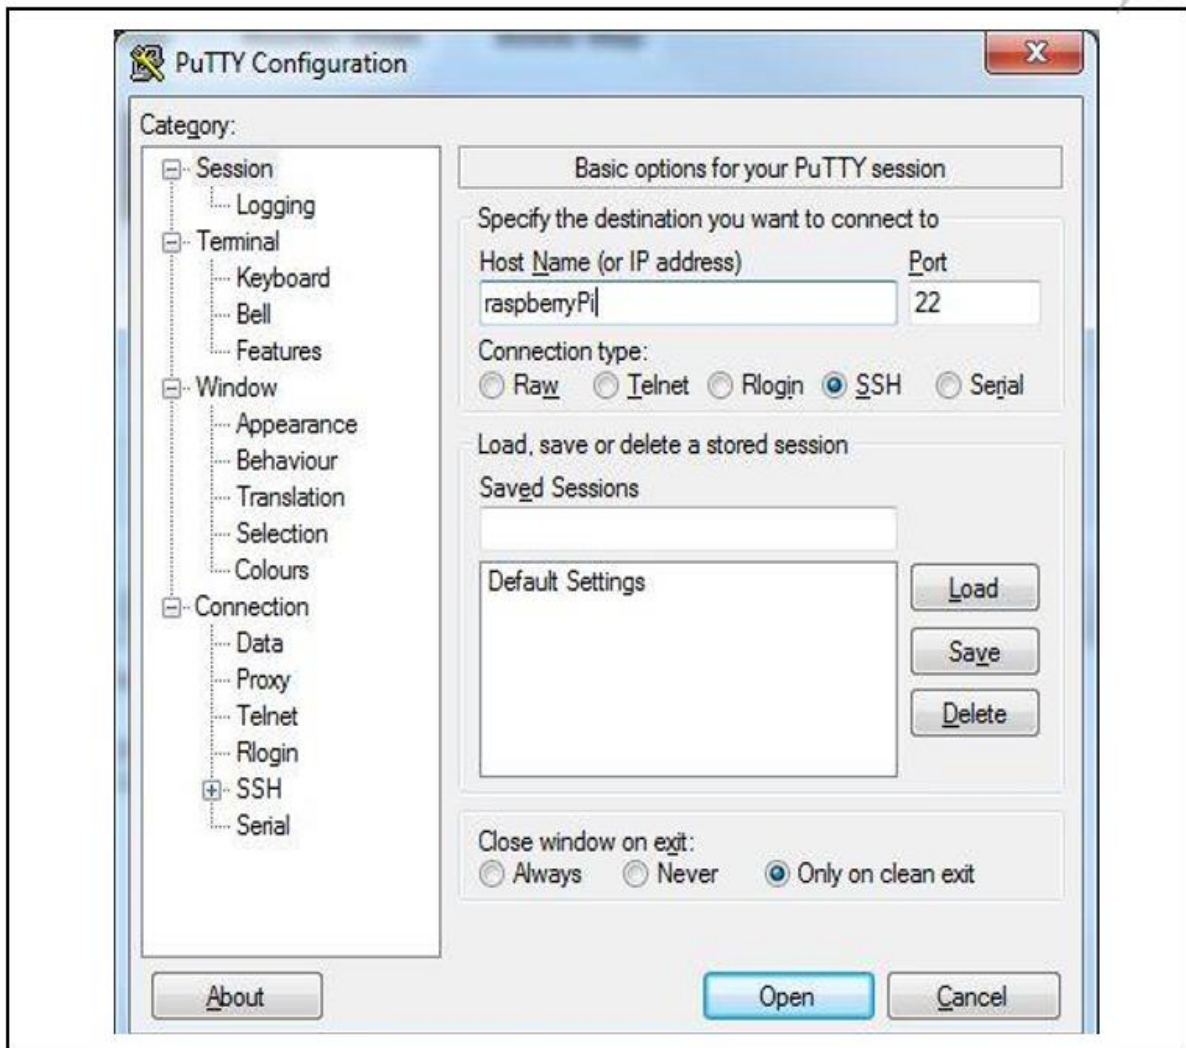 PuTTY Configuration
Category:
Session
Logging
Terminal
Keyboard
Bell
Features
Window
Appearance
Behaviour
Translation
Selection
Colours
Connection
Data
Proxy
Telnet
Rlogin
SSH
Serial
Basic options for your PuTTY session
Specify the destination you want to connect to
Host Name (or IP address) Port
raspberryPi 22
Connection type:
Raw Telnet Rlogin SSH Serial
Load, save or delete a stored session
Saved Sessions
Default Settings
Load
Save
Delete
Close window on exit:
Always Never Only on clean exit
About Open Cancel